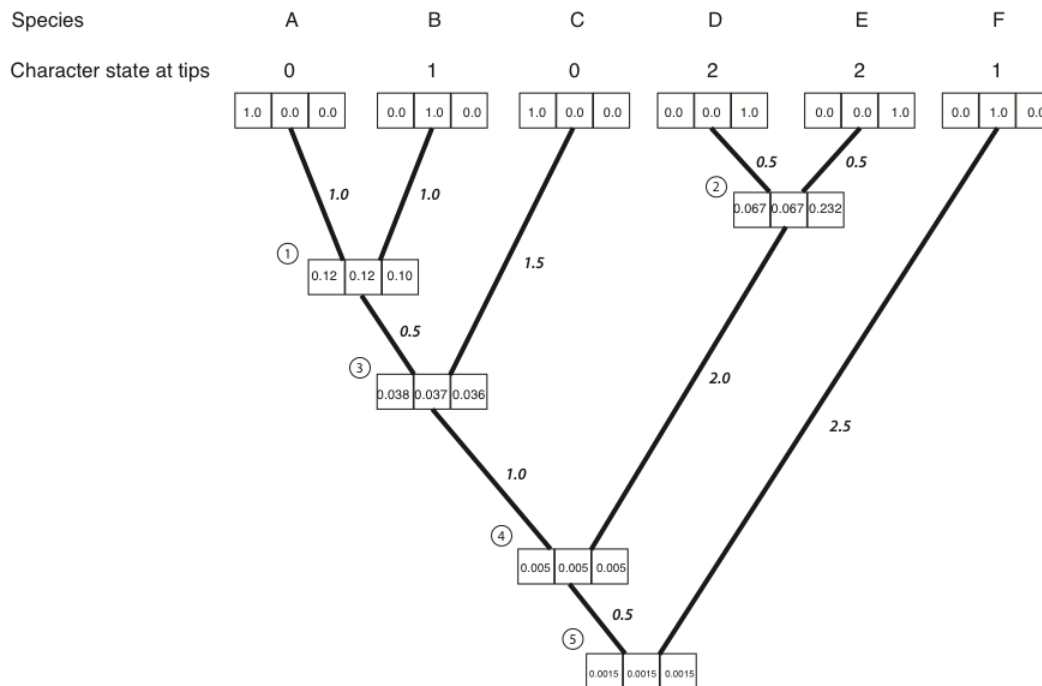 Species A B C D E F
Character state at tips 0 1 0 2 2 1
1.0 0.0 0.0 0.0 1.0 0.0 1.0 0.0 0.0 0.0 0.0 1.0 0.0 0.0 1.0 0.0 1.0 0.0
0.5 0.5
② 0.067 0.067 0.232
1.0 1.0
① 0.12 0.12 0.10
1.5
0.5
③ 0.038 0.037 0.036
2.0
2.5
1.0
④ 0.005 0.005 0.005
0.5
⑤ 0.0015 0.0015 0.0015